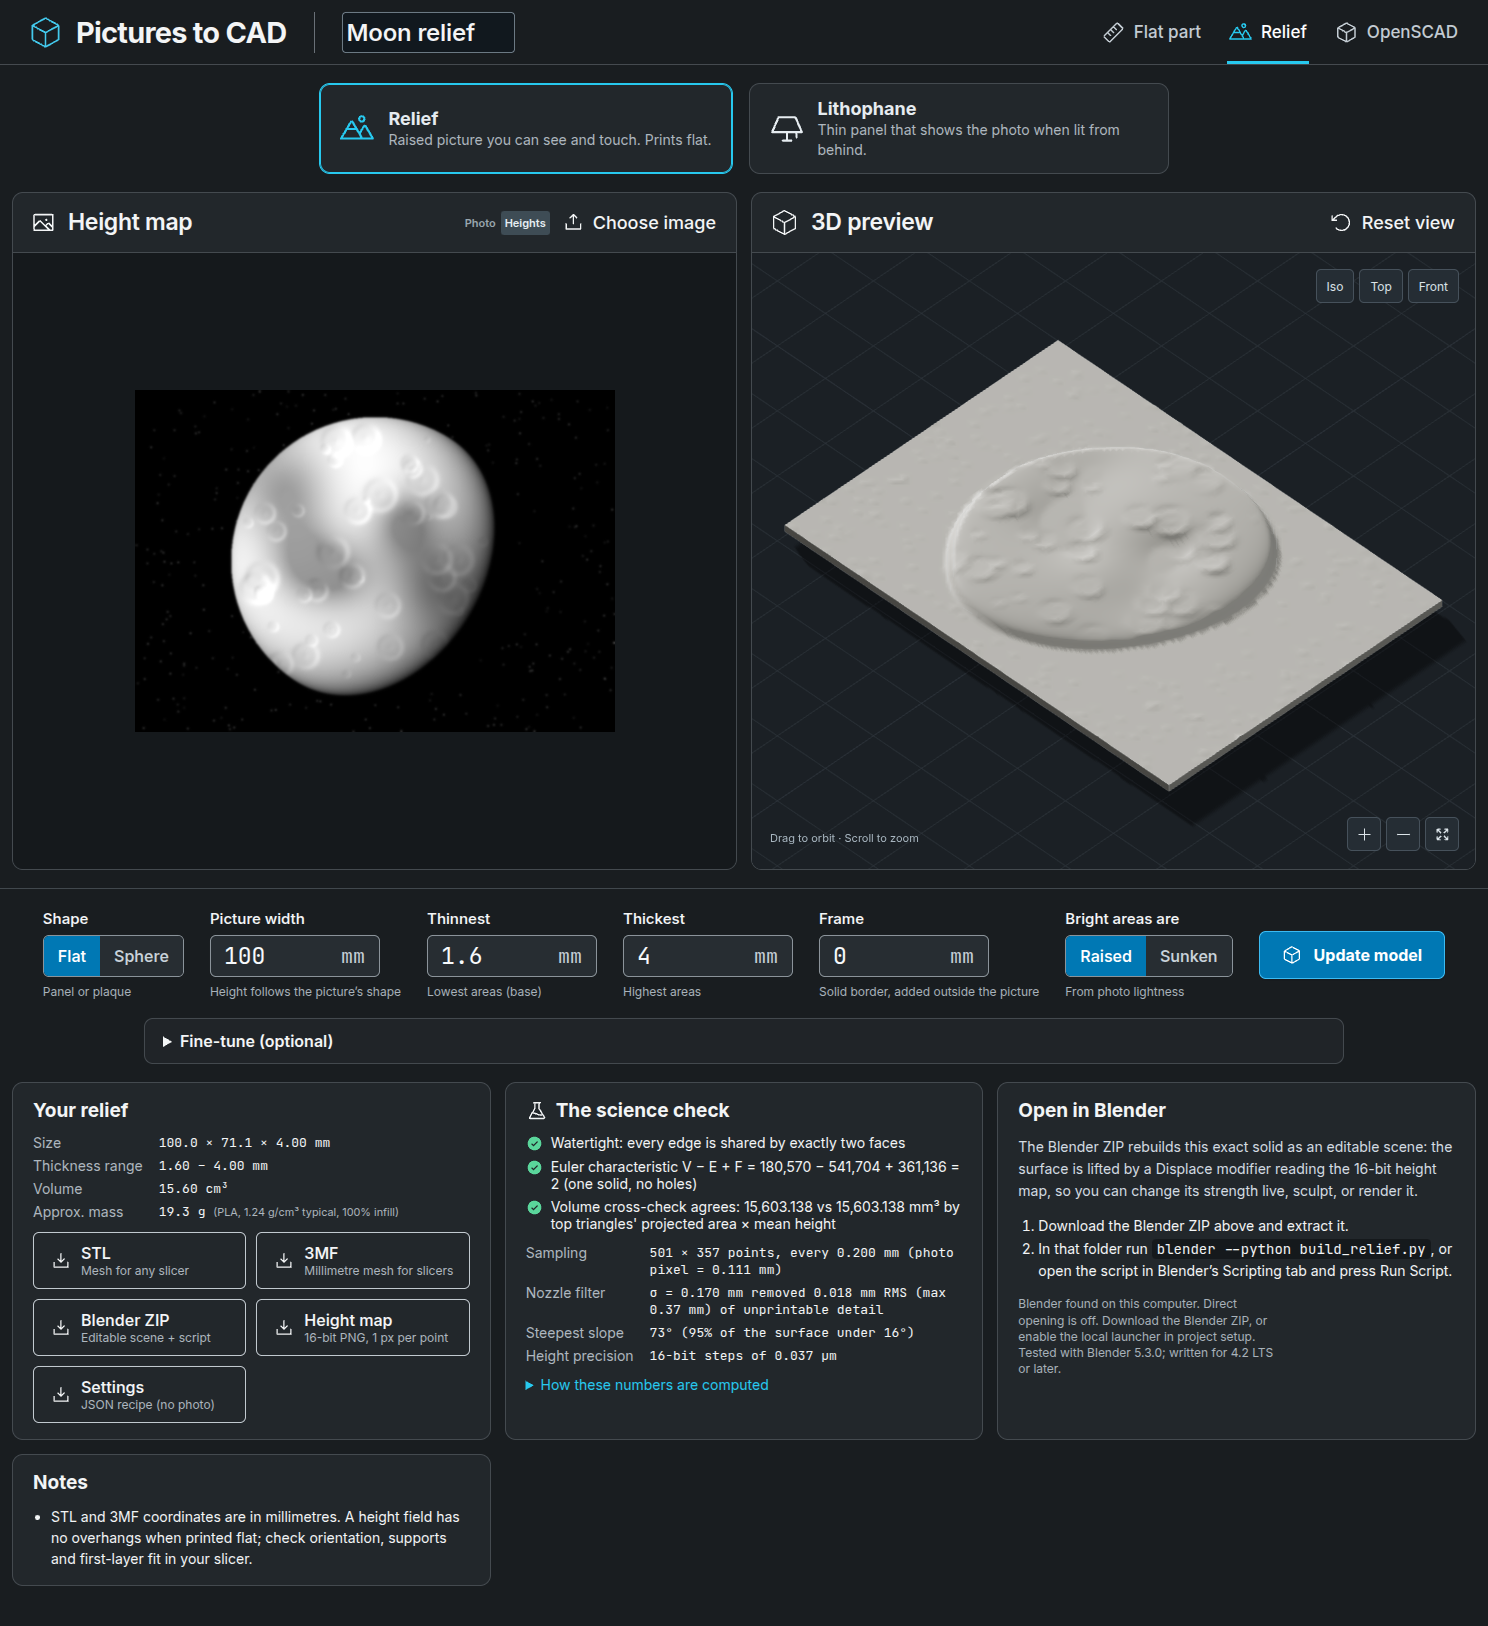 Pictures to CAD
Moon relief
Flat part
Relief
OpenSCAD
Relief
Raised picture you can see and touch. Prints flat.
Lithophane
Thin panel that shows the photo when lit from
behind.
Height map
Photo
Heights
Choose image
3D preview
Reset view
Iso
Top
Front
Drag to orbit · Scroll to zoom
Shape
Flat
Sphere
Panel or plaque
Picture width
100 mm
Height follows the picture's shape
Thinnest
1.6 mm
Lowest areas (base)
Thickest
4 mm
Highest areas
Frame
0 mm
Solid border, added outside the picture
Bright areas are
Raised
Sunken
From photo lightness
Update model
Fine-tune (optional)
Your relief
Size 100.0 × 71.1 × 4.00 mm
Thickness range 1.60 – 4.00 mm
Volume 15.60 cm³
Approx. mass 19.3 g (PLA, 1.24 g/cm³ typical, 100% infill)
STL
Mesh for any slicer
3MF
Millimetre mesh for slicers
Blender ZIP
Editable scene + script
Height map
16-bit PNG, 1 px per point
Settings
JSON recipe (no photo)
The science check
Watertight: every edge is shared by exactly two faces
Euler characteristic V − E + F = 180,570 − 541,704 + 361,136 =
2 (one solid, no holes)
Volume cross-check agrees: 15,603.138 vs 15,603.138 mm³ by
top triangles' projected area × mean height
Sampling 501 × 357 points, every 0.200 mm (photo
pixel = 0.111 mm)
Nozzle filter σ = 0.170 mm removed 0.018 mm RMS (max
0.37 mm) of unprintable detail
Steepest slope 73° (95% of the surface under 16°)
Height precision 16-bit steps of 0.037 µm
How these numbers are computed
Open in Blender
The Blender ZIP rebuilds this exact solid as an editable scene: the
surface is lifted by a Displace modifier reading the 16-bit height
map, so you can change its strength live, sculpt, or render it.
1. Download the Blender ZIP above and extract it.
2. In that folder run blender --python build_relief.py, or
open the script in Blender's Scripting tab and press Run Script.
Blender found on this computer. Direct
opening is off. Download the Blender ZIP, or
enable the local launcher in project setup.
Tested with Blender 5.3.0; written for 4.2 LTS
or later.
Notes
• STL and 3MF coordinates are in millimetres. A height field has
no overhangs when printed flat; check orientation, supports
and first-layer fit in your slicer.